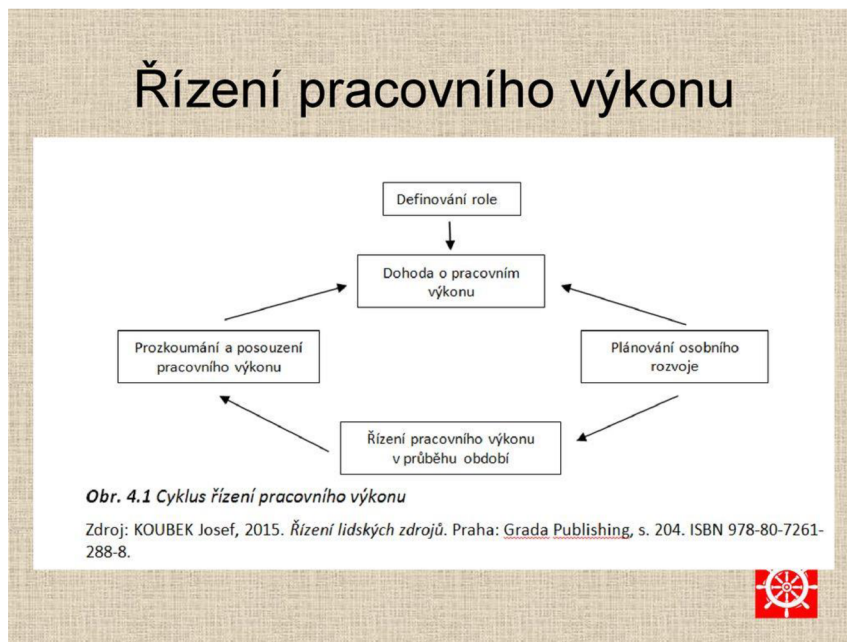 Řízení pracovního výkonu
Definování role
Dohoda o pracovním
výkonu
Prozkoumání a posouzení
pracovního výkonu
Plánování osobního
rozvoje
Řízení pracovního výkonu
v průběhu období
Obr. 4.1 Cyklus řízení pracovního výkonu
Zdroj: KOUBEK Josef, 2015. Řízení lidských zdrojů. Praha: Grada Publishing, s. 204. ISBN 978-80-7261-
288-8.